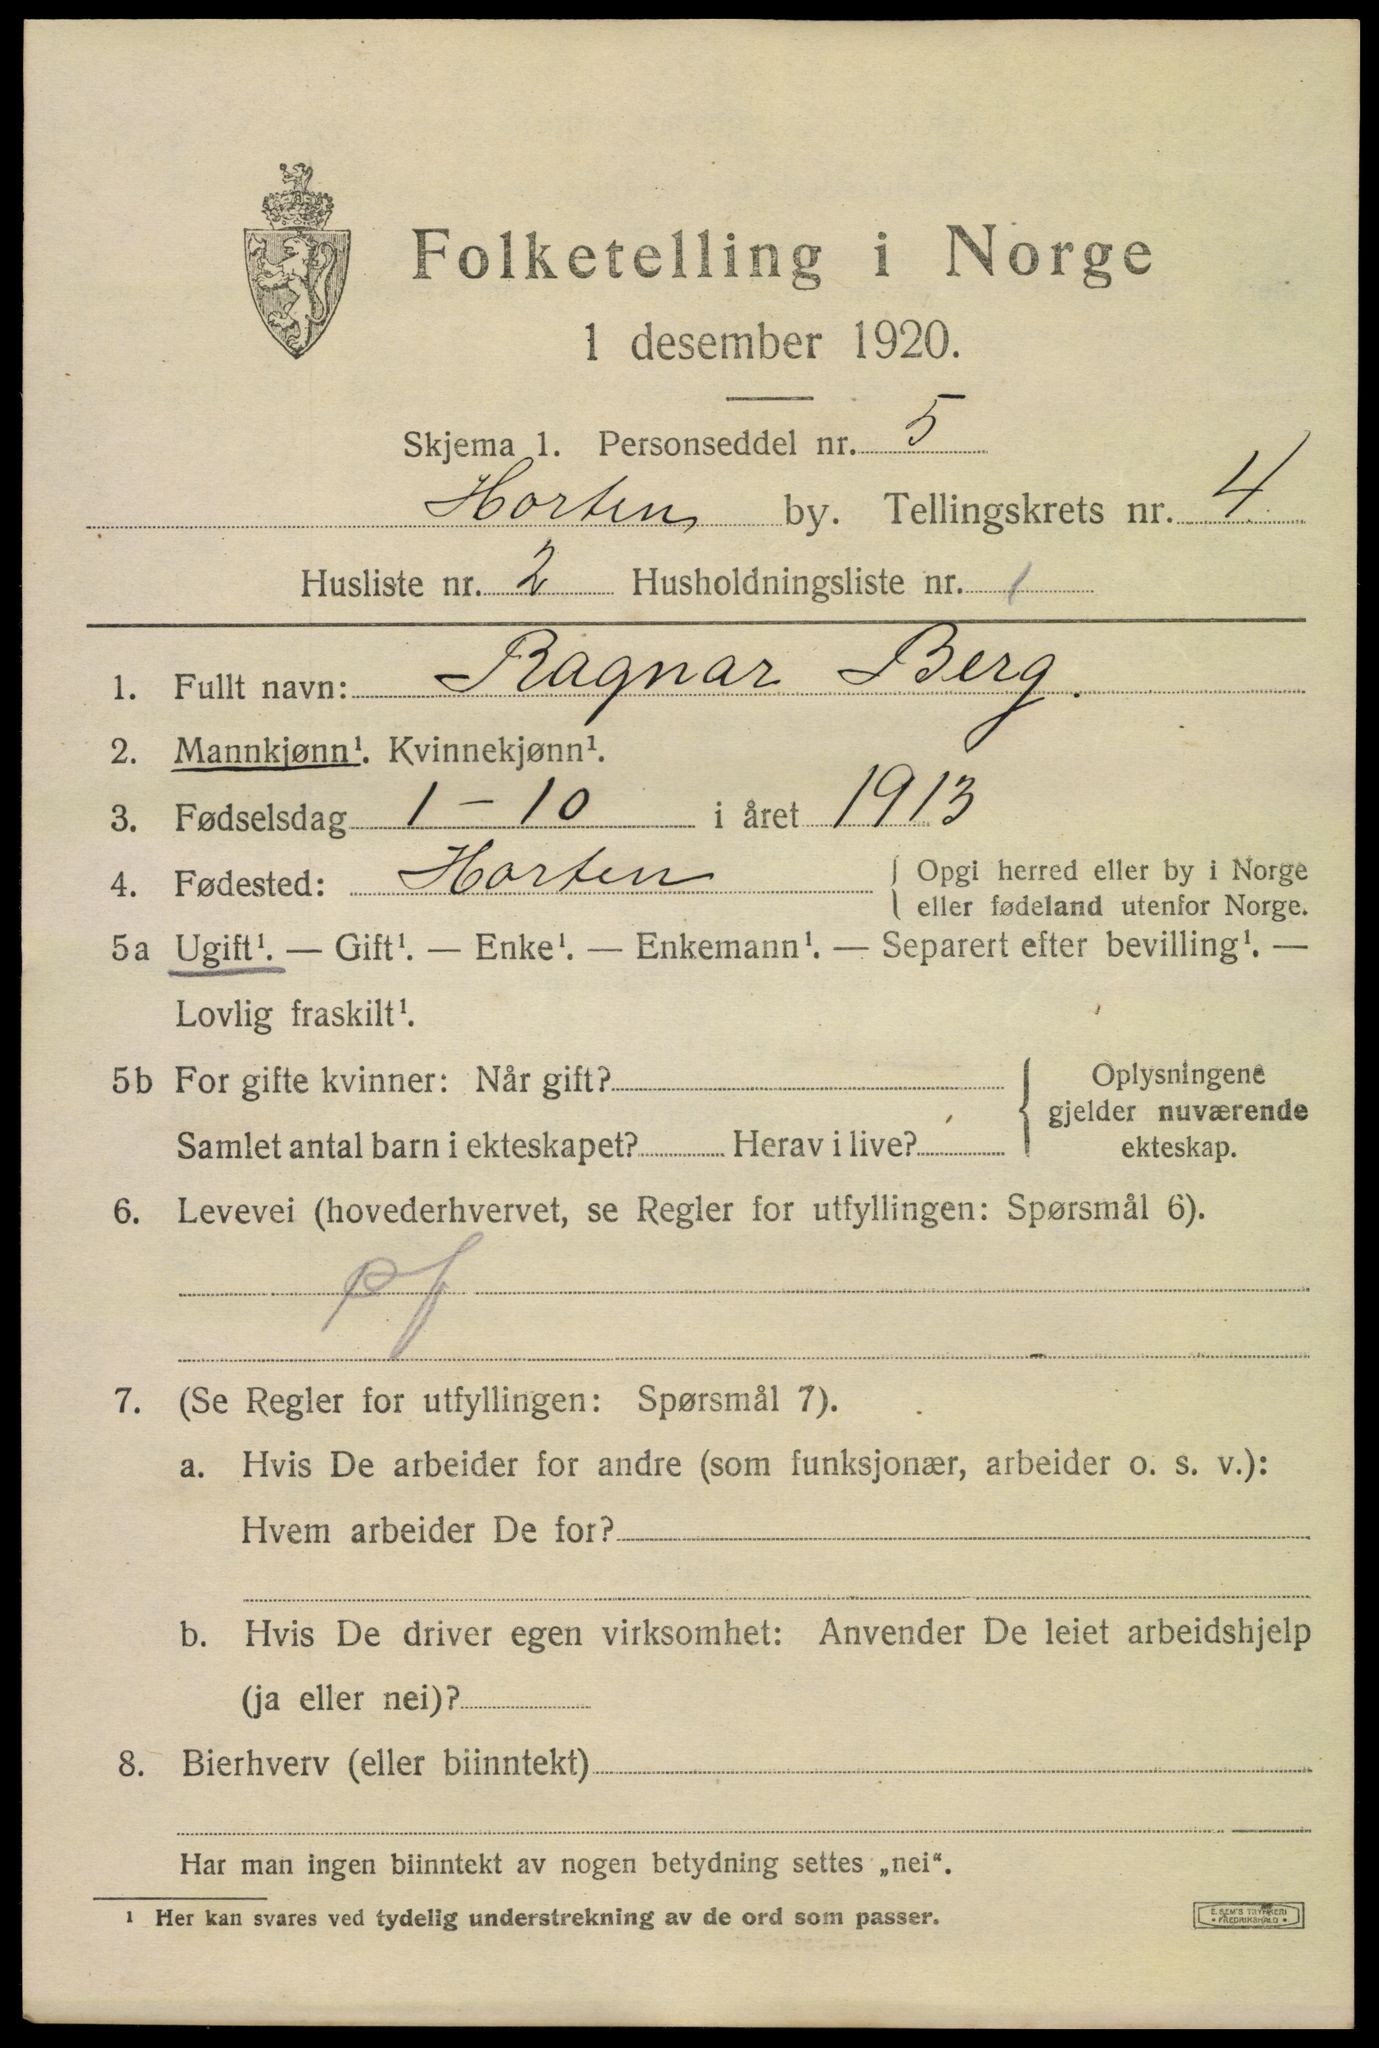 Folketelling i Norge
1 desember 1920.
Skjema 1. Personseddel nr. 5
Horten by. Tellingskrets nr. 4
Husliste nr. 2 Husholdningsliste nr. 1
1. Fullt navn: Ragnar Berg.
2. Mannkjønn¹. Kvinnekjønn¹.
3. Fødselsdag 1-10 i året 1913
4. Fødested: Horten { Opgi herred eller by i Norge
eller fødeland utenfor Norge.
5a Ugift¹. — Gift¹. — Enke¹. — Enkemann¹. — Separert efter bevilling¹. —
Lovlig fraskilt¹.
5b For gifte kvinner: Når gift?
Samlet antal barn i ekteskapet? Herav i live?
{ Oplysningene
gjelder nuværende
ekteskap.
6. Levevei (hovederhvervet, se Regler for utfyllingen: Spørsmål 6).
pf
7. (Se Regler for utfyllingen: Spørsmål 7).
a. Hvis De arbeider for andre (som funksjonær, arbeider o. s. v.):
Hvem arbeider De for?
b. Hvis De driver egen virksomhet: Anvender De leiet arbeidshjelp
(ja eller nei)?
8. Bierhverv (eller biinntekt)
Har man ingen biinntekt av nogen betydning settes „nei“.
¹ Her kan svares ved tydelig understrekning av de ord som passer.
E. SEM'S TRYKKERI
• FREDRIKSHALD •